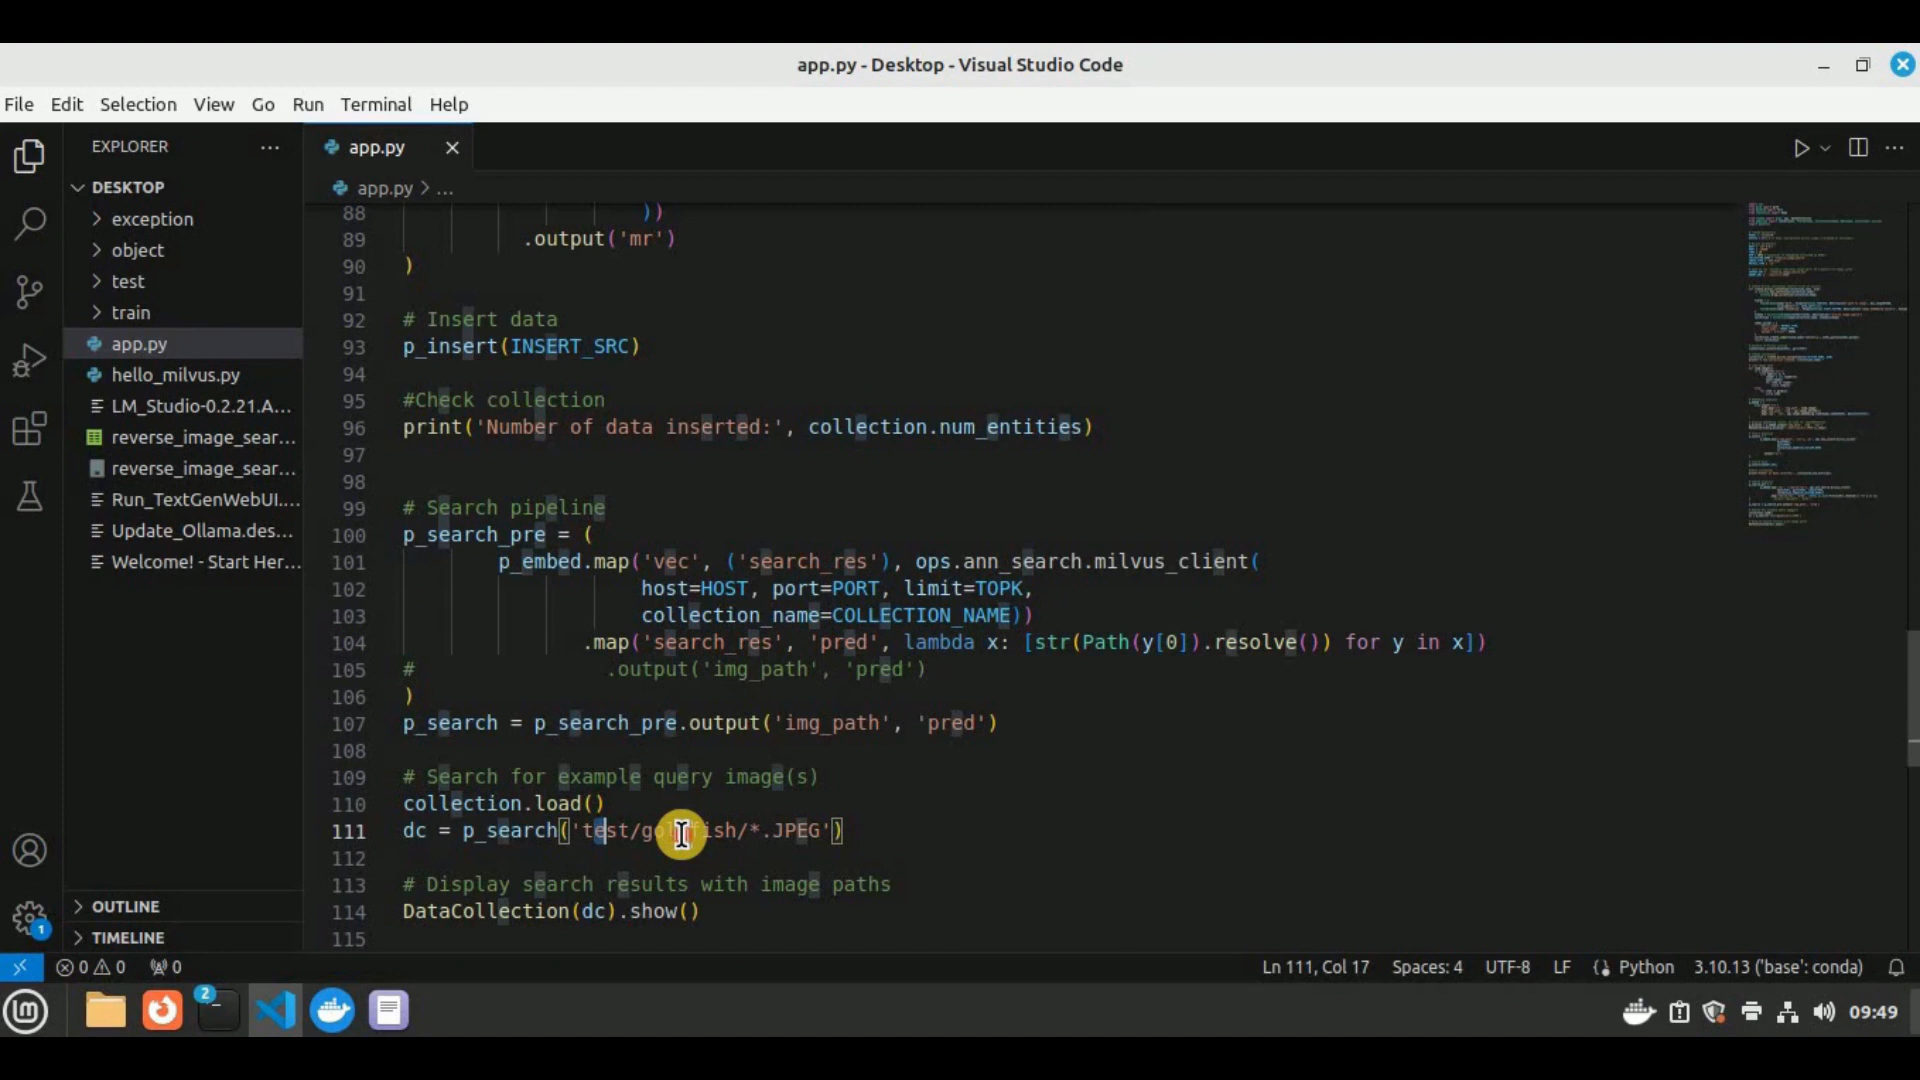 app.py - Desktop - Visual Studio Code
File Edit Selection View Go Run Terminal Help
EXPLORER
DESKTOP
exception
object
test
train
app.py
hello_milvus.py
LM_Studio-0.2.21.A...
reverse_image_sear...
reverse_image_sear...
Run_TextGenWebUI....
Update_Ollama.des...
Welcome! - Start Her...
OUTLINE
TIMELINE
app.py
app.py > ...
88 ))
89 .output('mr')
90 )
91
92 # Insert data
93 p_insert(INSERT_SRC)
94
95 #Check collection
96 print('Number of data inserted:', collection.num_entities)
97
98
99 # Search pipeline
100 p_search_pre = (
101 p_embed.map('vec', ('search_res'), ops.ann_search.milvus_client(
102 host=HOST, port=PORT, limit=TOPK,
103 collection_name=COLLECTION_NAME))
104 .map('search_res', 'pred', lambda x: [str(Path(y[0]).resolve()) for y in x])
105 # .output('img_path', 'pred')
106 )
107 p_search = p_search_pre.output('img_path', 'pred')
108
109 # Search for example query image(s)
110 collection.load()
111 dc = p_search('test/goldfish/*.JPEG')
112
113 # Display search results with image paths
114 DataCollection(dc).show()
115
1
0 0 0
Ln 111, Col 17 Spaces: 4 UTF-8 LF Python 3.10.13 ('base': conda)
2
09:49